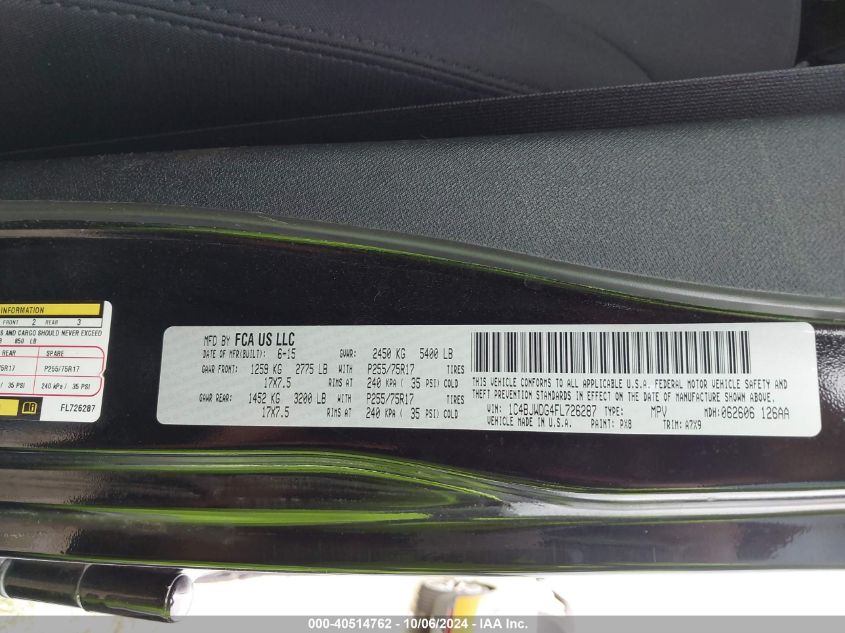 INFORMATION
FRONT 2 REAR 3
S AND CARGO SHOULD NEVER EXCEED
850 LB
REAR SPARE
75R17 P255/75R17
/ 35 PSI 240 KPA / 35 PSI
FL726287
MFD BY FCA US LLC
DATE OF MFR(BUILT): 6-15 GVWR: 2450 KG 5400 LB
GAWR FRONT: 1259 KG 2775 LB WITH P255/75R17 TIRES
17X7.5 RIMS AT 240 KPA ( 35 PSI) COLD
GAWR REAR: 1452 KG 3200 LB WITH P255/75R17 TIRES
17X7.5 RIMS AT 240 KPA ( 35 PSI) COLD
THIS VEHICLE CONFORMS TO ALL APPLICABLE U.S.A. FEDERAL MOTOR VEHICLE SAFETY AND
THEFT PREVENTION STANDARDS IN EFFECT ON THE DATE OF MANUFACTURE SHOWN ABOVE.
VIN: 1C4BJWDG4FL726287 TYPE: MPV MDH: 062606 126AA
VEHICLE MADE IN U.S.A. PAINT: PX8 TRIM: A7X9
000-40514762 - 10/06/2024 - IAA Inc.